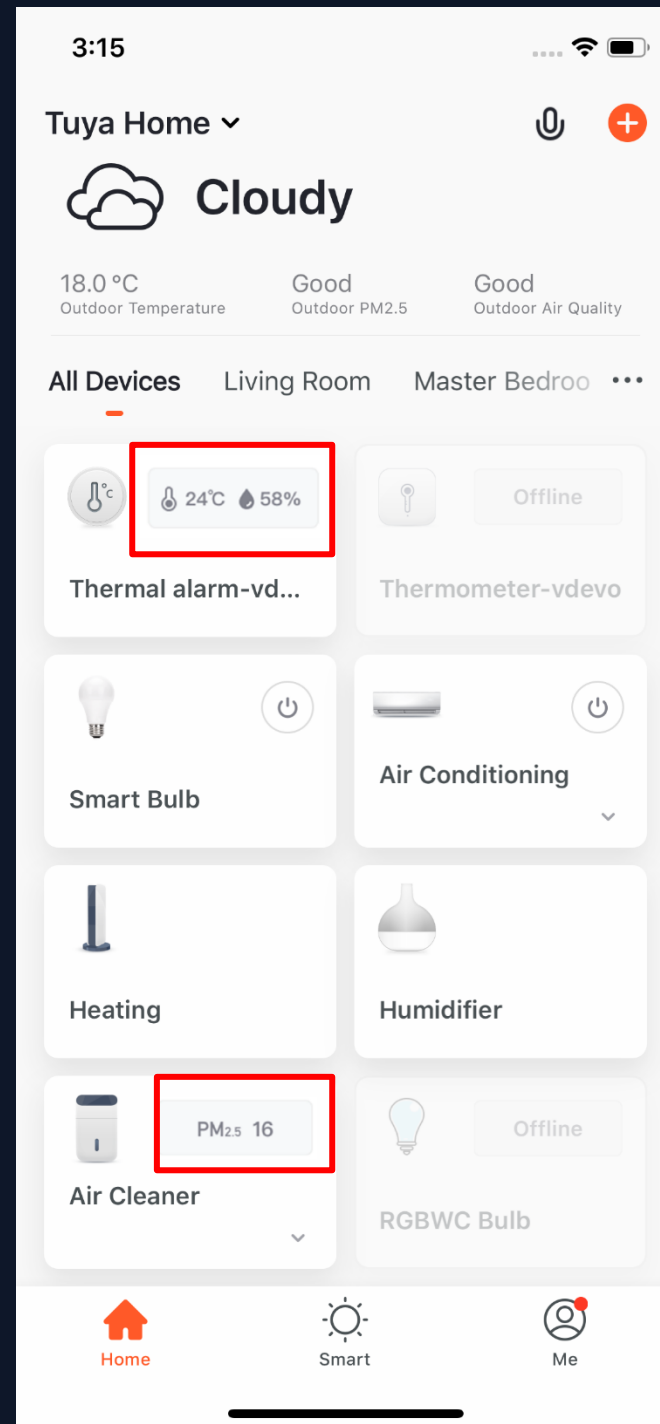 3:15
Tuya Home
Cloudy
18.0 °C Good Good
Outdoor Temperature Outdoor PM2.5 Outdoor Air Quality
All Devices Living Room Master Bedroo ...
°c 24℃ 58% Offline
Thermal alarm-vd... Thermometer-vdevo
Smart Bulb Air Conditioning
Heating Humidifier
PM2.5 16 Offline
Air Cleaner RGBWC Bulb
Home Smart Me